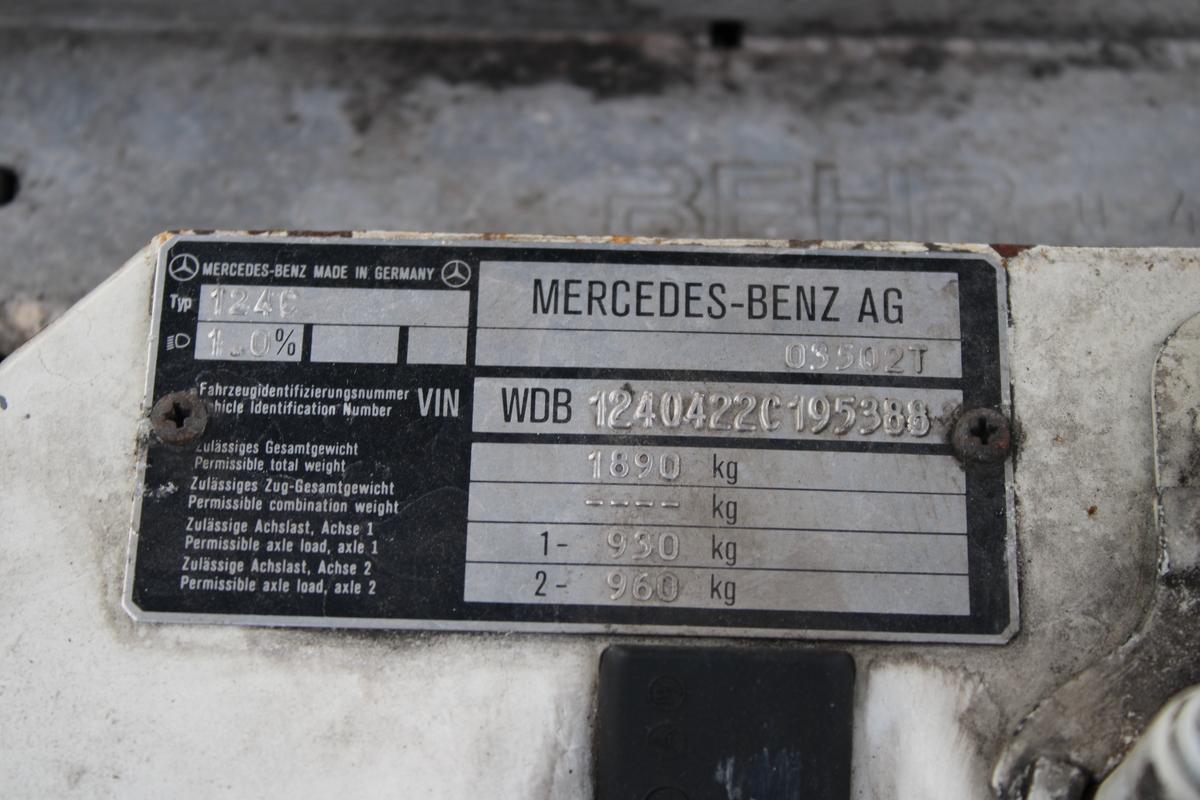 BEHR
MERCEDES-BENZ MADE IN GERMANY
Typ 124C
1.0%
MERCEDES-BENZ AG
03502T
Fahrzeugidentifizierungsnummer
Vehicle Identification Number
VIN
WDB 1240422C195388
Zulässiges Gesamtgewicht
Permissible total weight
1890 kg
Zulässiges Zug-Gesamtgewicht
Permissible combination weight
---- kg
Zulässige Achslast, Achse 1
Permissible axle load, axle 1
1- 930 kg
Zulässige Achslast, Achse 2
Permissible axle load, axle 2
2- 960 kg